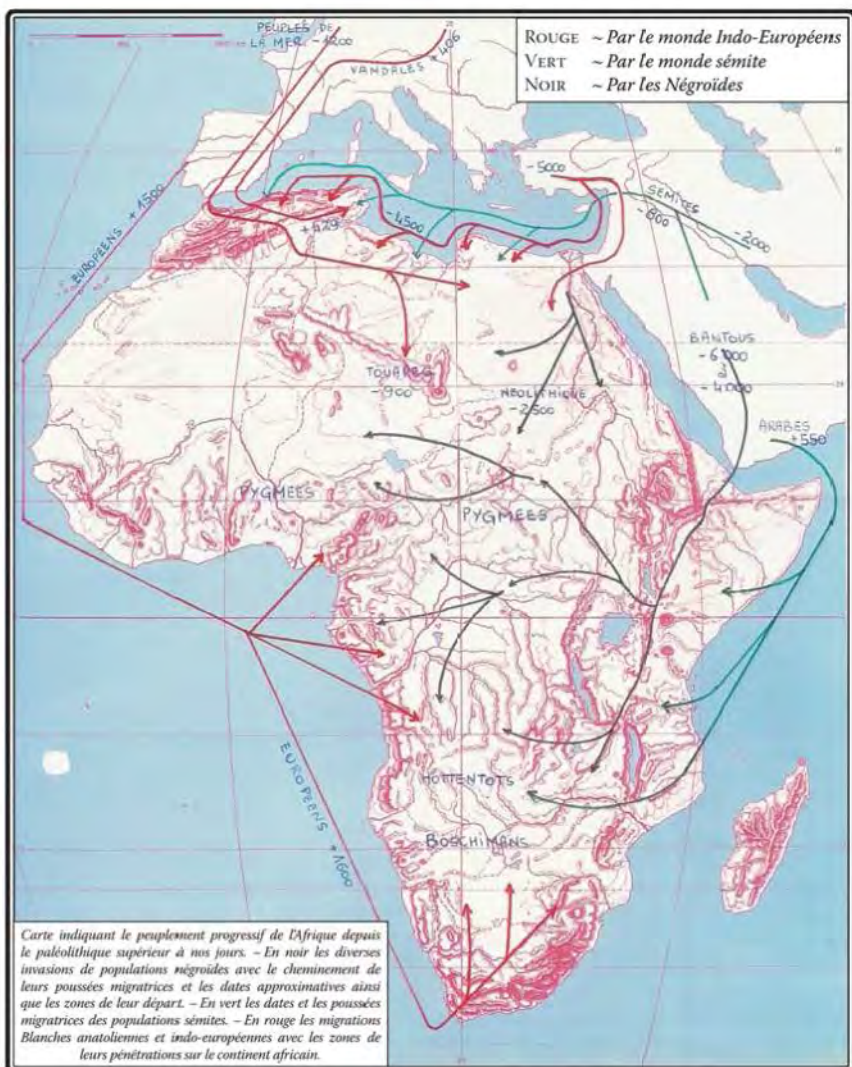 PEUPLES DE
LA MER -1200
VANDALES +406
ROUGE ~ Par le monde Indo-Européens
VERT ~ Par le monde sémite
NOIR ~ Par les Négroïdes
EUROPEENS +1500
-5000
SEMITES
-800
-2000
-4500
+429
BANTOUS
-6000
à
-4000
TOUAREG
-900
NEOLITHIQUE
-2500
ARABES
+550
PYGMEES
PYGMEES
HOTTENTOTS
BOSCHIMANS
EUROPEENS +1600
Carte indiquant le peuplement progressif de l'Afrique depuis
le paléolithique supérieur à nos jours. – En noir les diverses
invasions de populations négroïdes avec le cheminement de
leurs poussées migratrices et les dates approximatives ainsi
que les zones de leur départ. – En vert les dates et les poussées
migratrices des populations sémites. – En rouge les migrations
Blanches anatoliennes et indo-européennes avec les zones de
leurs pénétrations sur le continent africain.